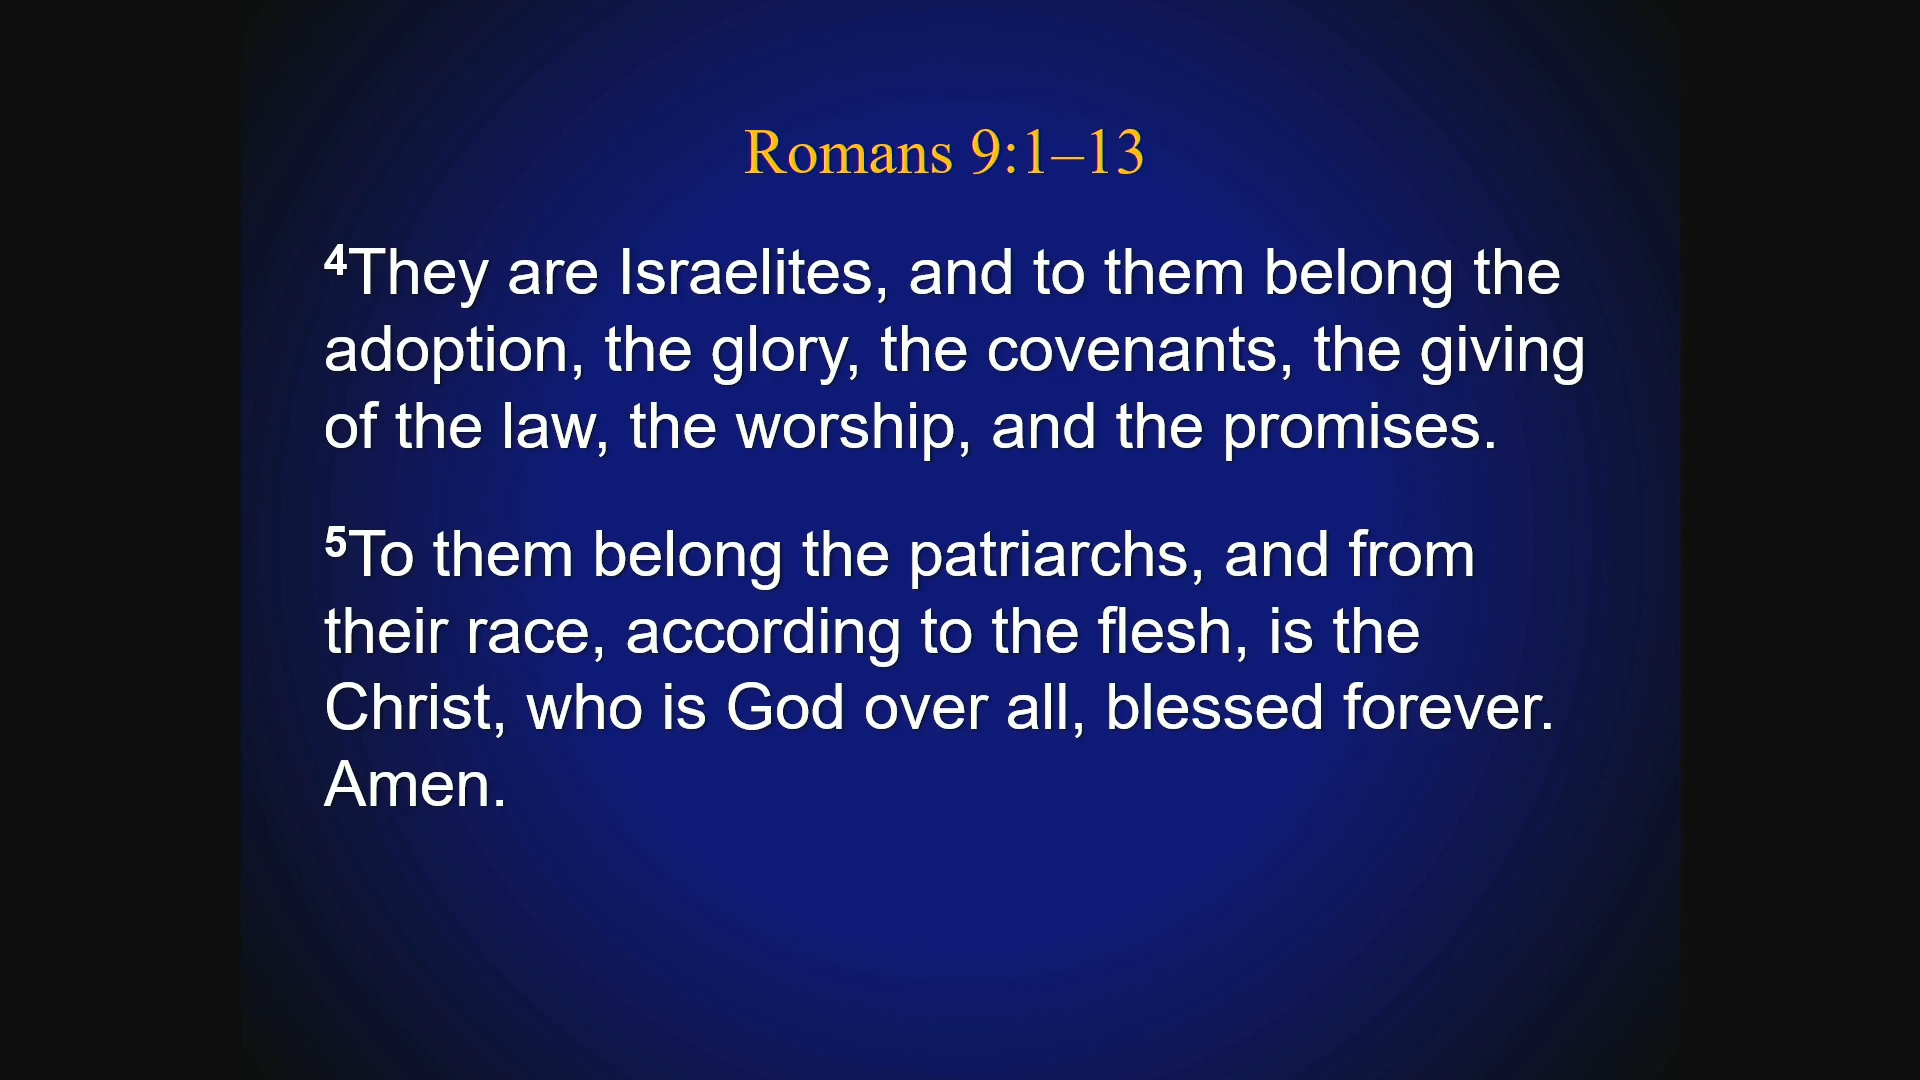 Romans 9:1–13
4They are Israelites, and to them belong the
adoption, the glory, the covenants, the giving
of the law, the worship, and the promises.
5To them belong the patriarchs, and from
their race, according to the flesh, is the
Christ, who is God over all, blessed forever.
Amen.